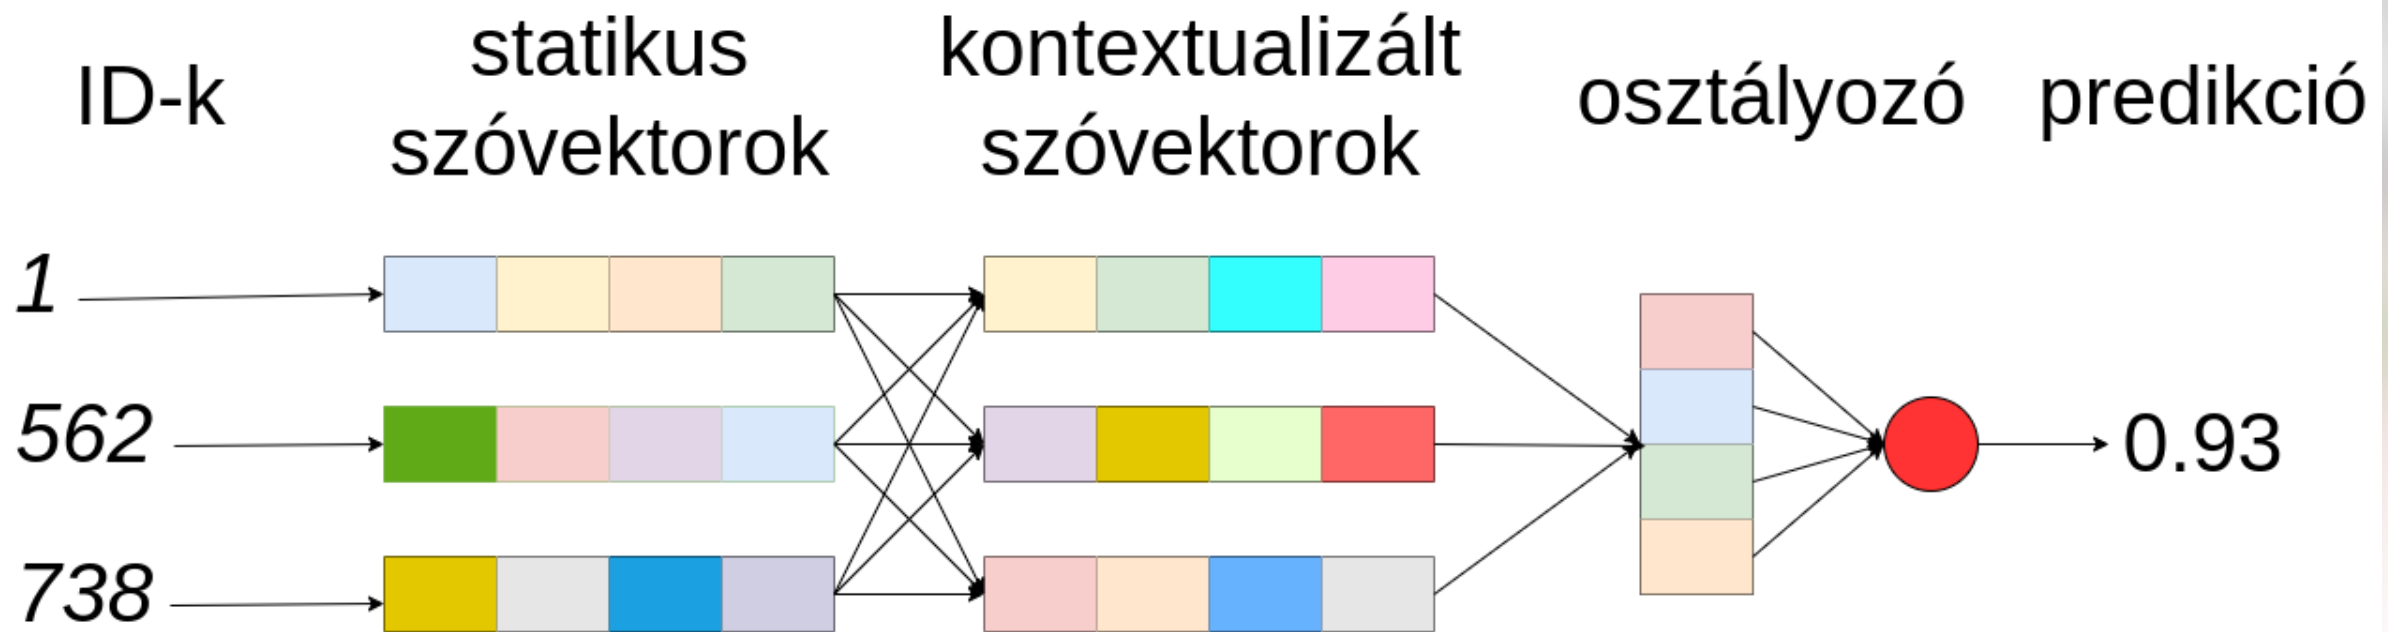 ID-k
statikus
szóvektorok
kontextualizált
szóvektorok
osztályozó
predikció
1
562
738
0.93